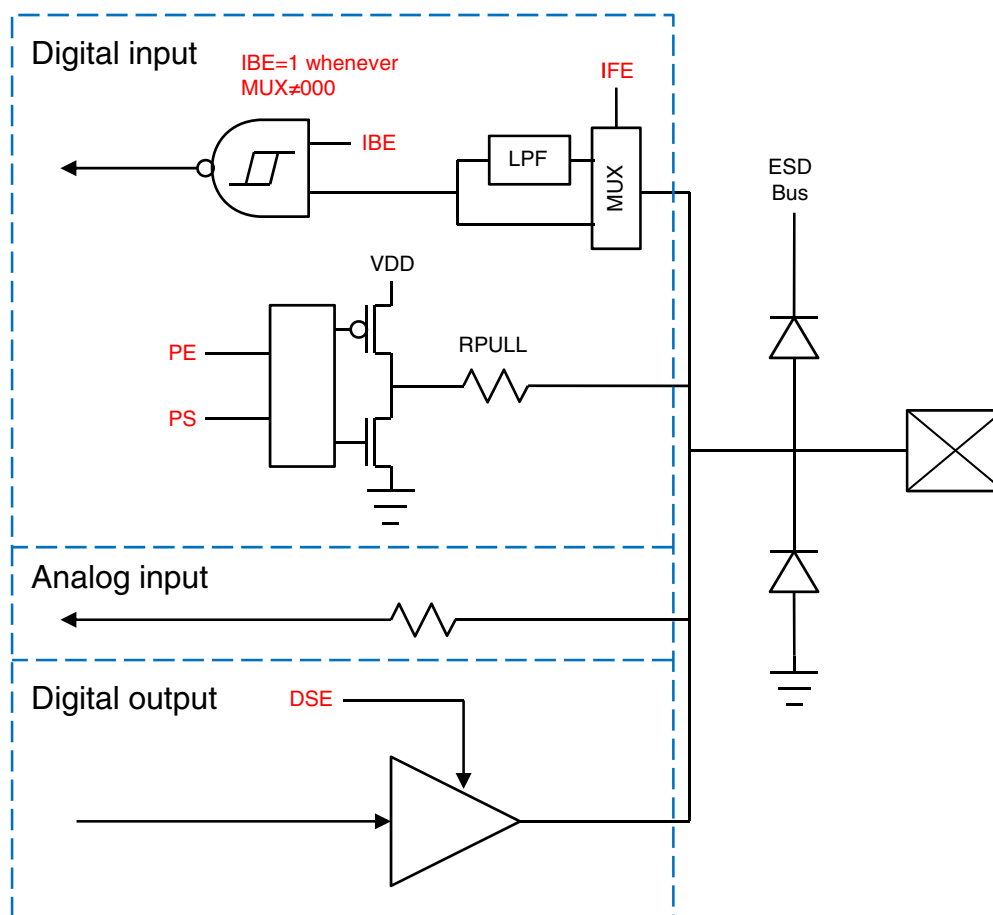 Digital input
IBE=1 whenever
MUX≠000
IFE
IBE
LPF
MUX
ESD
Bus
VDD
PE
RPULL
PS
Analog input
Digital output
DSE